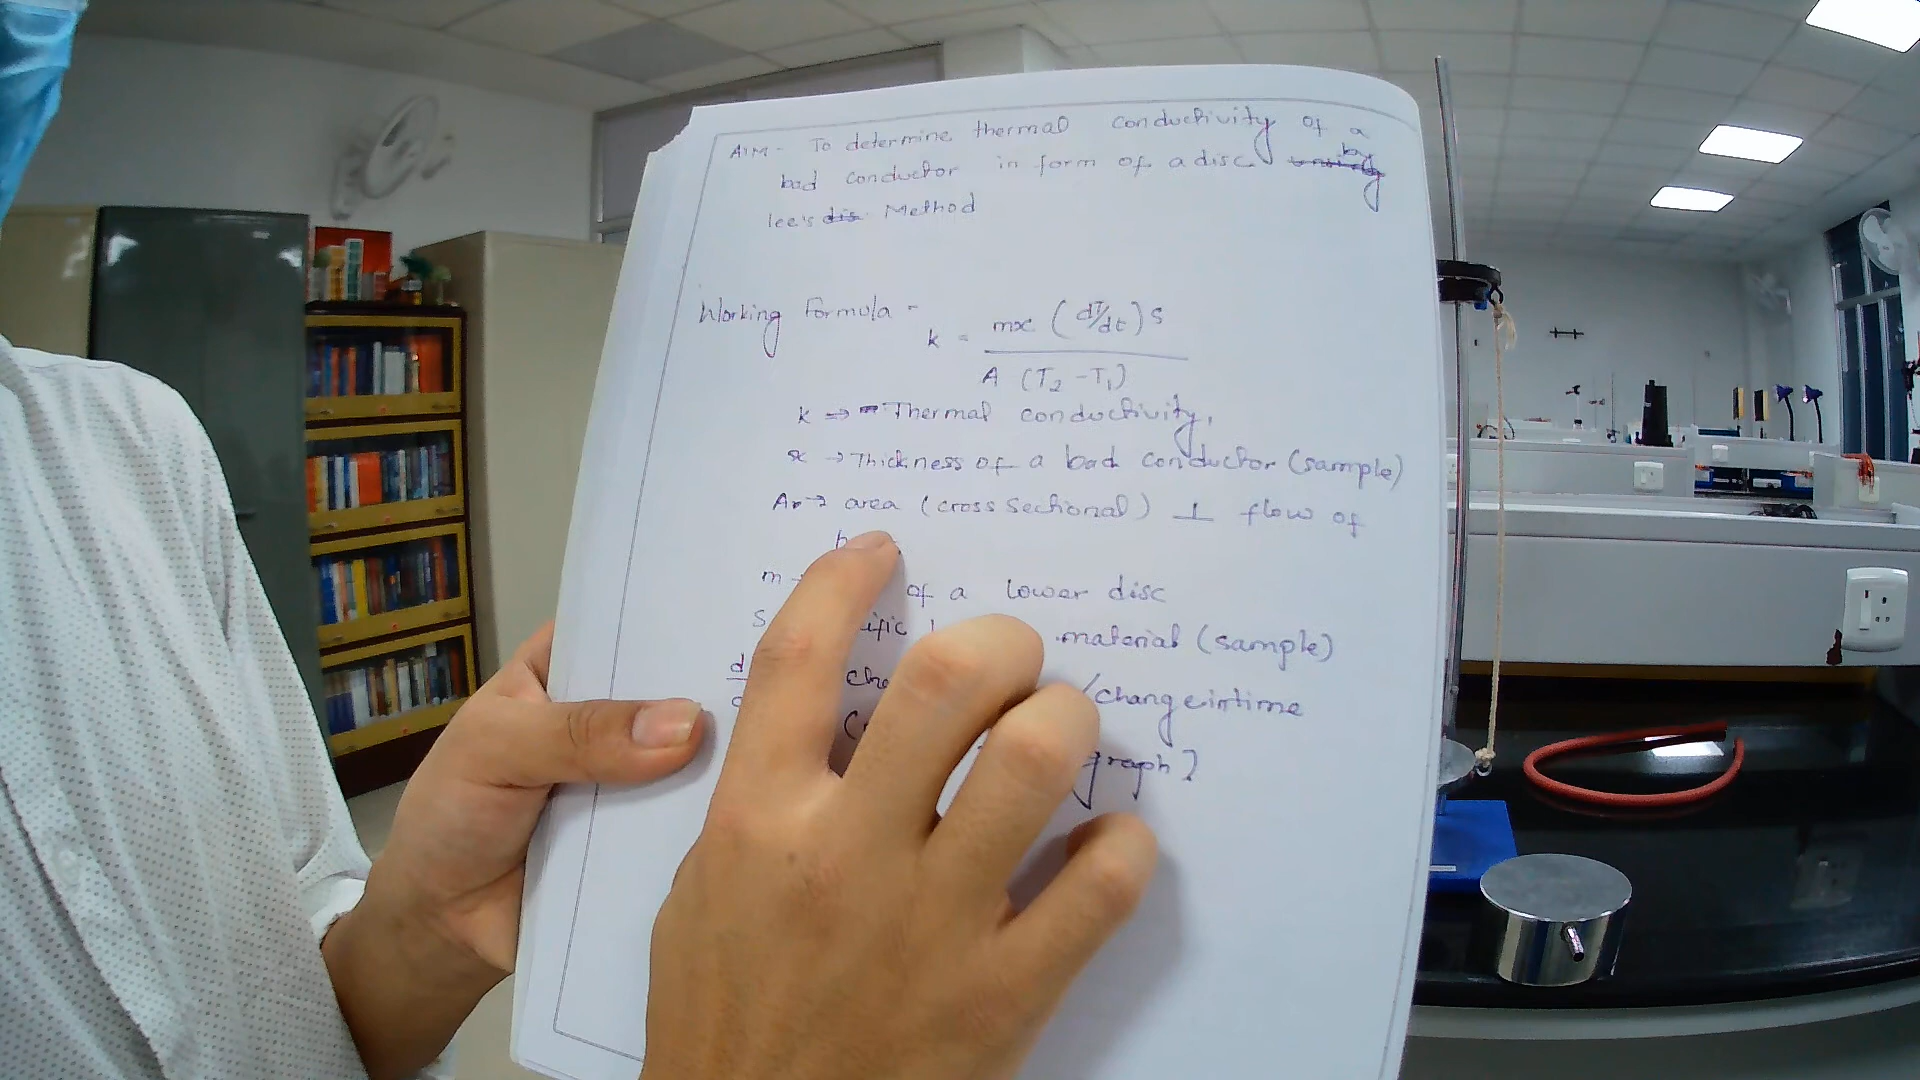 AIM - To determine thermal conductivity of a
bad conductor in form of a disc by
lee's Method
Working Formula -
k = mx (dT/dt) S
A (T2 - T1)
k → Thermal conductivity,
x → Thickness of a bad conductor (sample)
A → area (cross sectional) ⊥ flow of
m of a lower disc
S material (sample)
/change in time
graph]